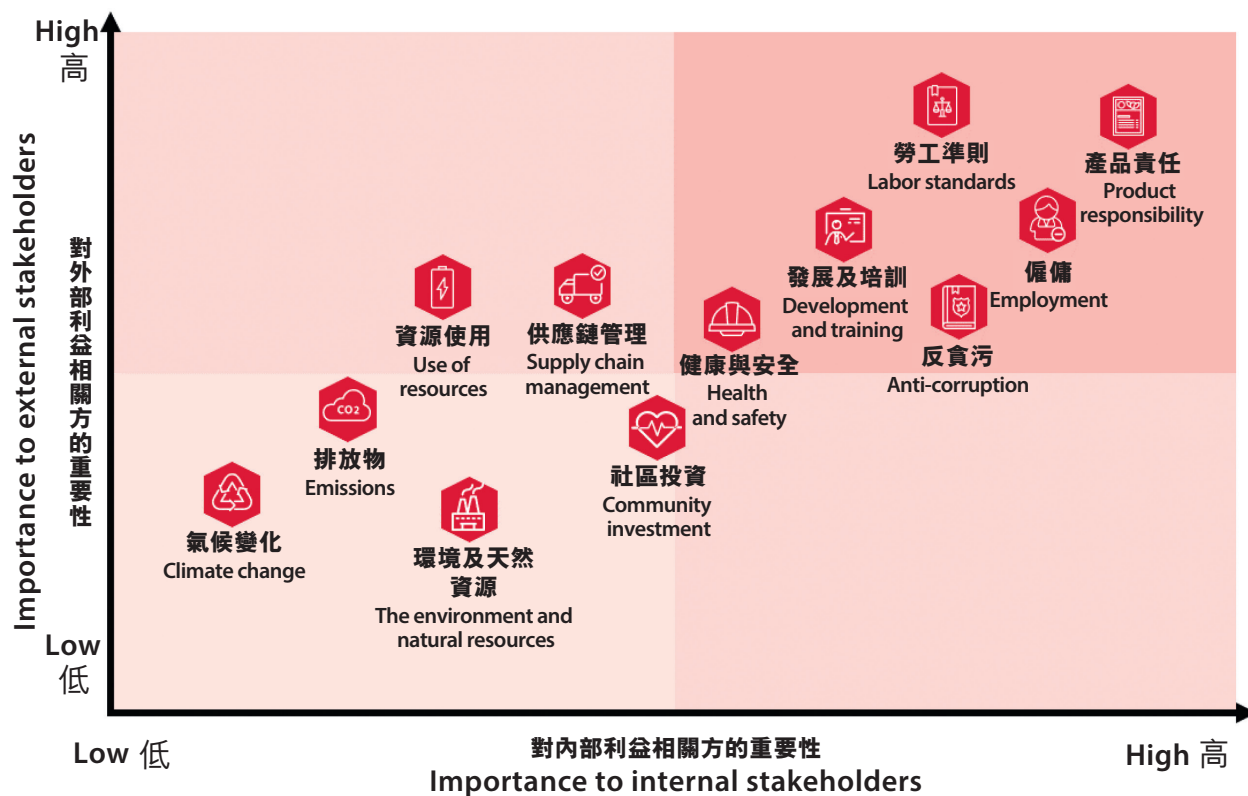 High
高
Importance to external stakeholders
對外部利益相關方的重要性
勞工準則
Labor standards
產品責任
Product
responsibility
發展及培訓
Development
and training
僱傭
Employment
資源使用
Use of
resources
供應鏈管理
Supply chain
management
健康與安全
Health
and safety
反貪污
Anti-corruption
CO2
排放物
Emissions
社區投資
Community
investment
氣候變化
Climate change
環境及天然
資源
The environment and
natural resources
Low
低
Low 低
對內部利益相關方的重要性
Importance to internal stakeholders
High 高